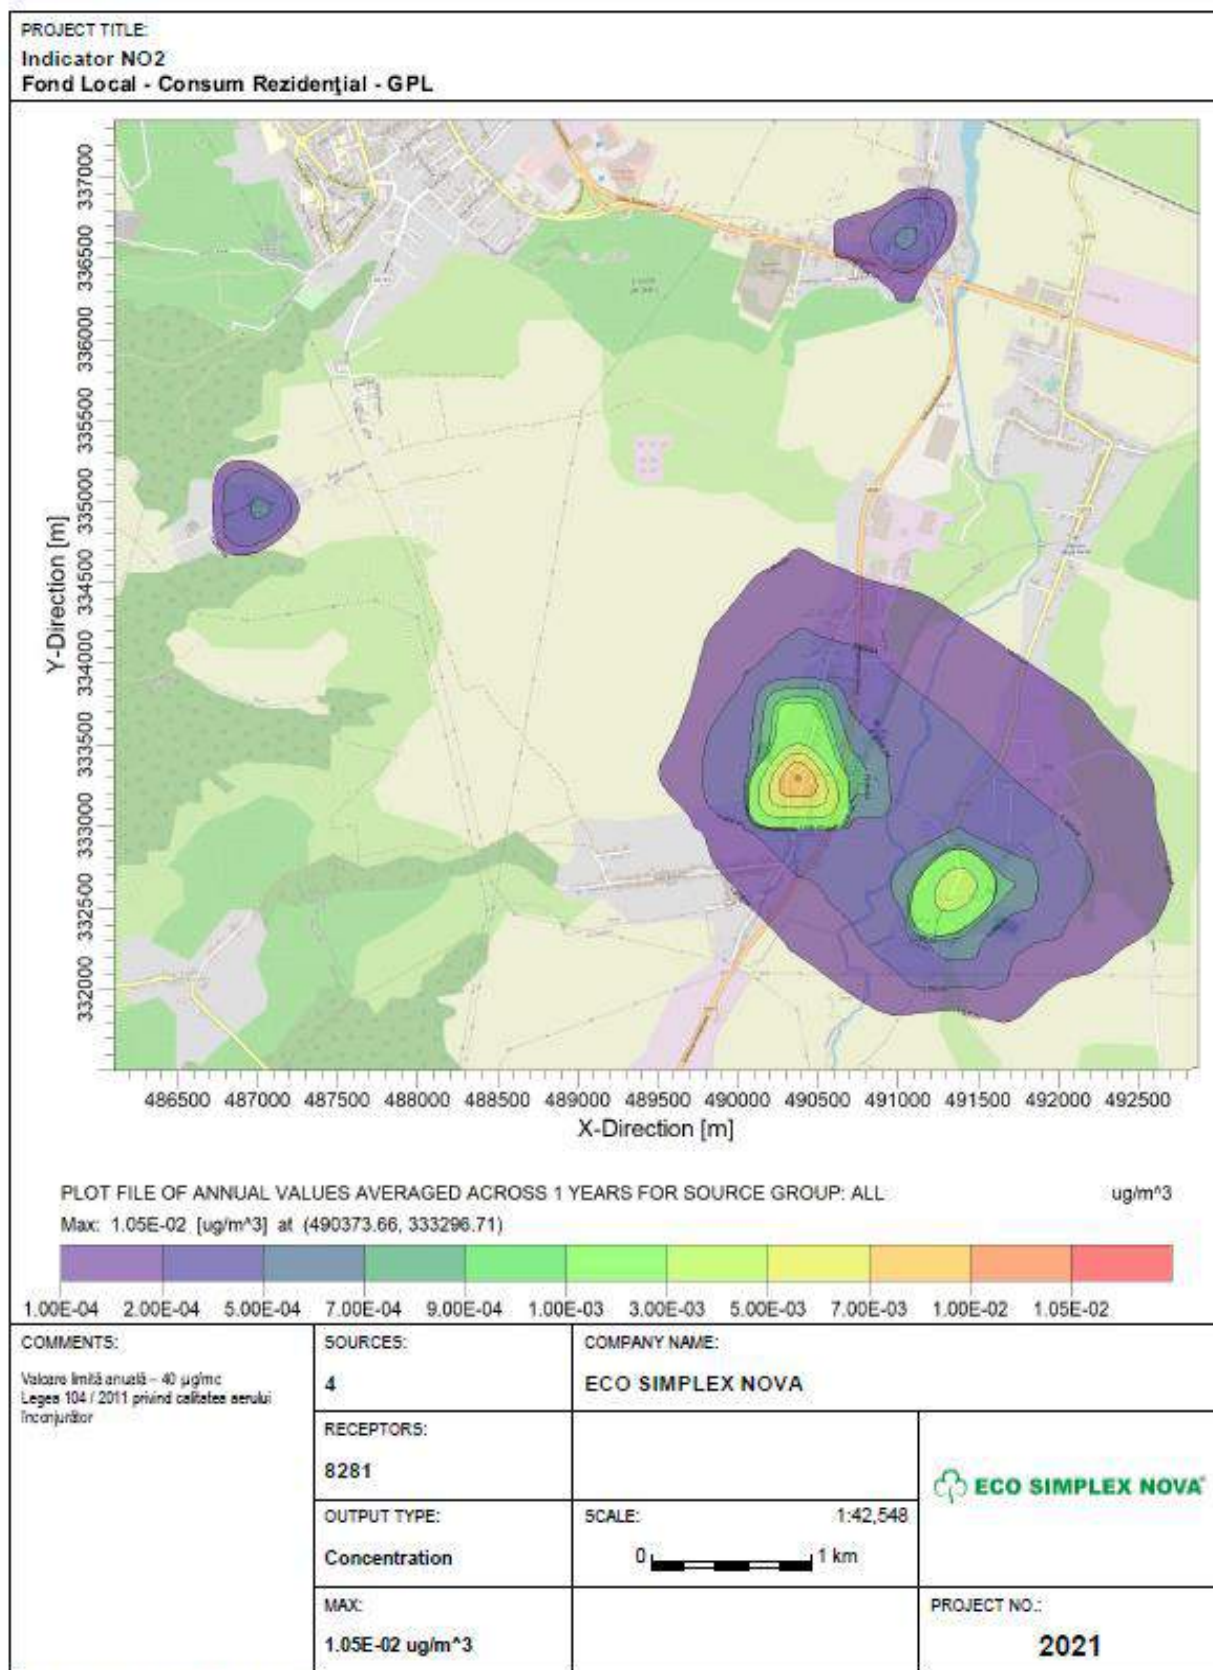 PROJECT TITLE:
Indicator NO2
Fond Local - Consum Rezidenţial - GPL
Y-Direction [m]
337000
336500
336000
335500
335000
334500
334000
333500
333000
332500
332000
486500 487000 487500 488000 488500 489000 489500 490000 490500 491000 491500 492000 492500
X-Direction [m]
PLOT FILE OF ANNUAL VALUES AVERAGED ACROSS 1 YEARS FOR SOURCE GROUP: ALL ug/m^3
Max: 1.05E-02 [ug/m^3] at (490373.66, 333296.71)
1.00E-04 2.00E-04 5.00E-04 7.00E-04 9.00E-04 1.00E-03 3.00E-03 5.00E-03 7.00E-03 1.00E-02 1.05E-02
COMMENTS:
Valoare limită anuală – 40 µg/mc
Legea 104 / 2011 privind calitatea aerului
înconjurător
SOURCES:
4
COMPANY NAME:
ECO SIMPLEX NOVA
RECEPTORS:
8281
ECO SIMPLEX NOVA
OUTPUT TYPE:
Concentration
SCALE: 1:42,548
0 1 km
MAX:
1.05E-02 ug/m^3
PROJECT NO.:
2021